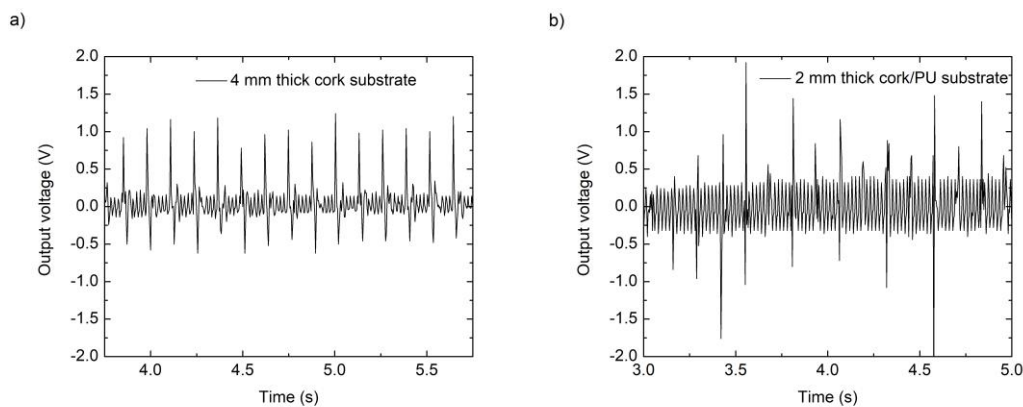 a)
2.0
1.5
1.0
0.5
0.0
-0.5
-1.0
-1.5
-2.0
Output voltage (V)
4 mm thick cork substrate
4.0 4.5 5.0 5.5
Time (s)
b)
2.0
1.5
1.0
0.5
0.0
-0.5
-1.0
-1.5
-2.0
Output voltage (V)
2 mm thick cork/PU substrate
3.0 3.5 4.0 4.5 5.0
Time (s)